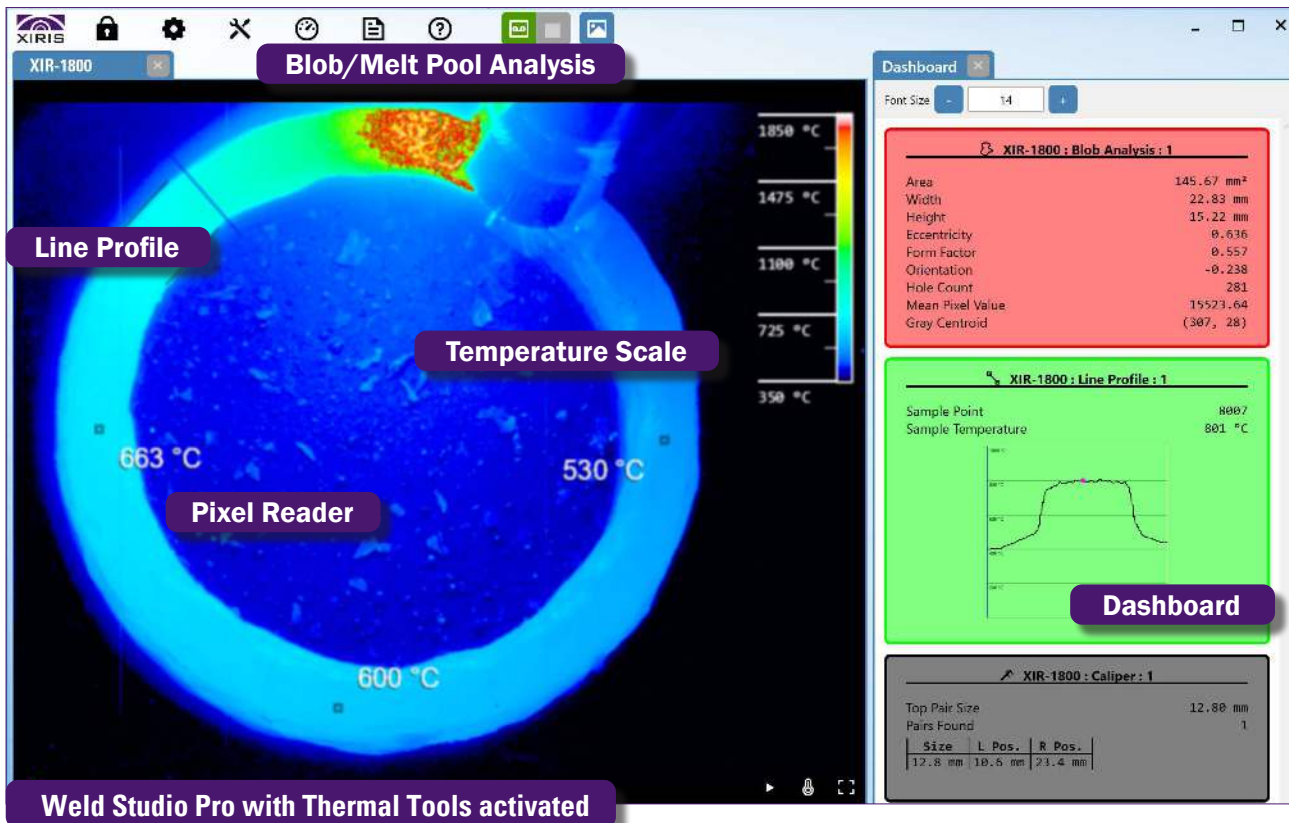 XIRIS
XIR-1800
Blob/Melt Pool Analysis
Line Profile
1850 °C
1475 °C
1100 °C
725 °C
350 °C
Temperature Scale
663 °C
530 °C
Pixel Reader
600 °C
Weld Studio Pro with Thermal Tools activated
Dashboard
Font Size - 14 +
XIR-1800 : Blob Analysis : 1
Area 145.67 mm²
Width 22.83 mm
Height 15.22 mm
Eccentricity 0.636
Form Factor 0.557
Orientation -0.238
Hole Count 281
Mean Pixel Value 15523.64
Gray Centroid (307, 28)
XIR-1800 : Line Profile : 1
Sample Point 8007
Sample Temperature 801 °C
Dashboard
XIR-1800 : Caliper : 1
Top Pair Size 12.80 mm
Pairs Found 1
Size L Pos. R Pos.
12.8 mm 10.6 mm 23.4 mm